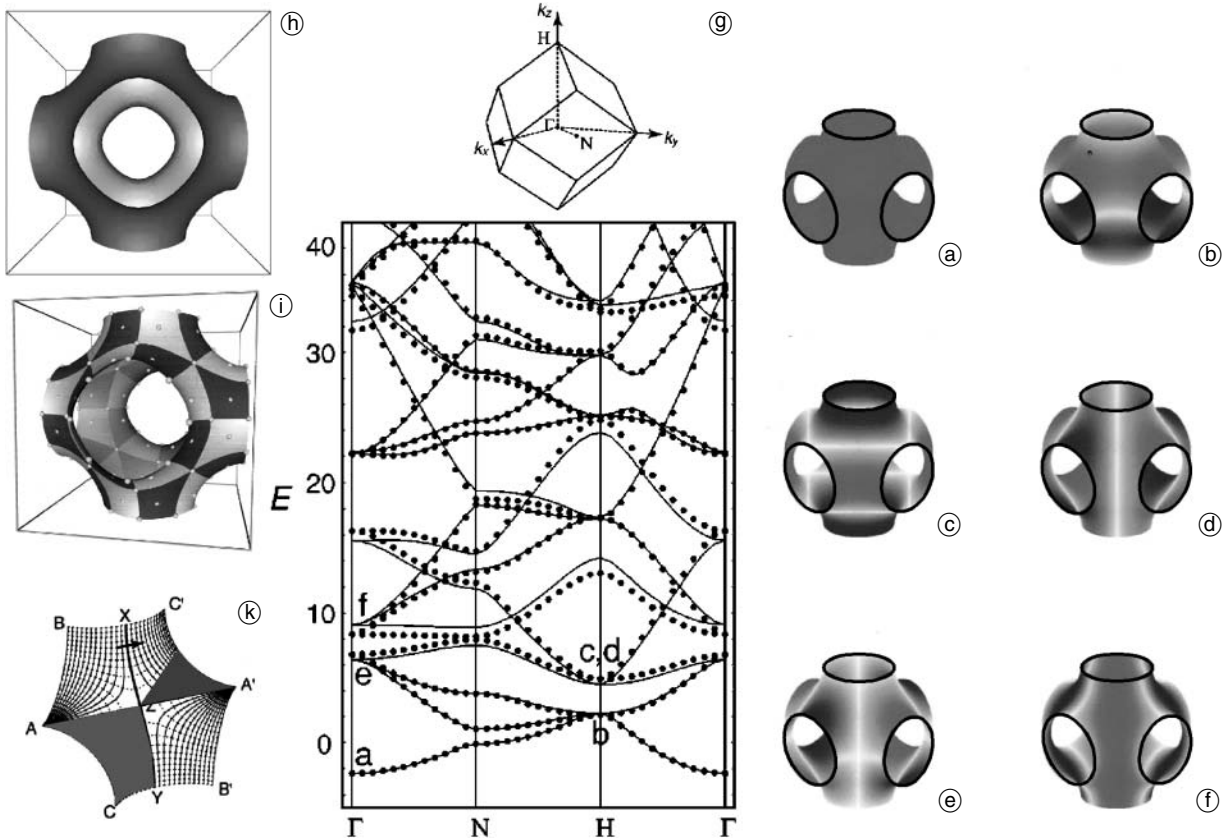 ⓗ
k_z
H
ⓖ
Γ
N
k_x
k_y
ⓐ
ⓑ
ⓘ
40
30
20
10
0
E
f
e
a
c,d
b
Γ
N
H
Γ
ⓒ
ⓓ
ⓚ
B
X
C'
A
A'
C
Y
B'
ⓔ
ⓕ